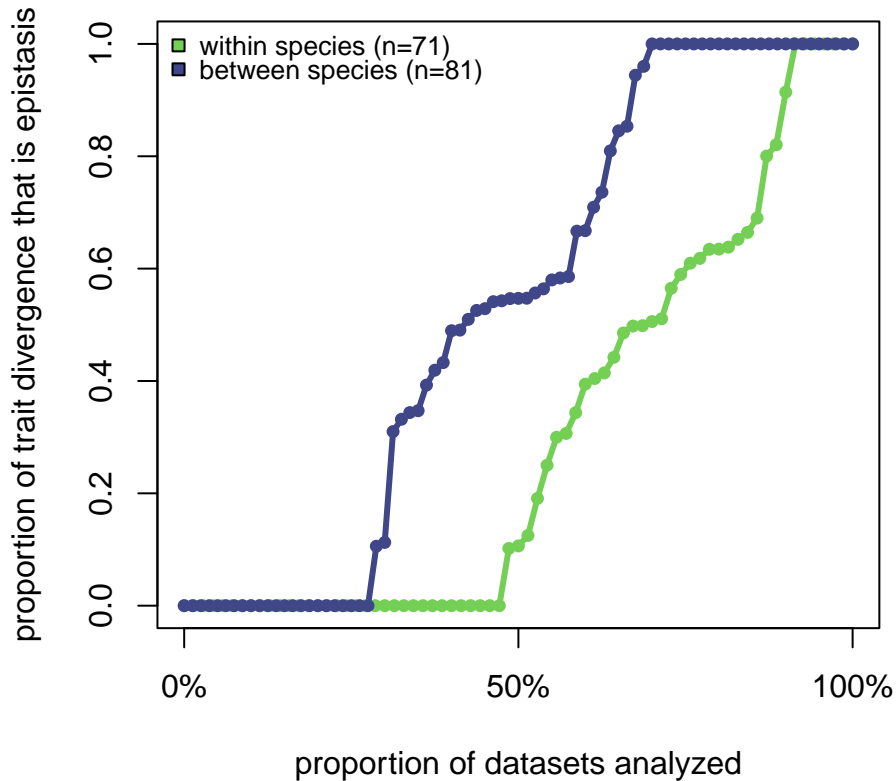 within species (n=71)
between species (n=81)
proportion of trait divergence that is epistasis
1.0
0.8
0.6
0.4
0.2
0.0
0%
50%
100%
proportion of datasets analyzed